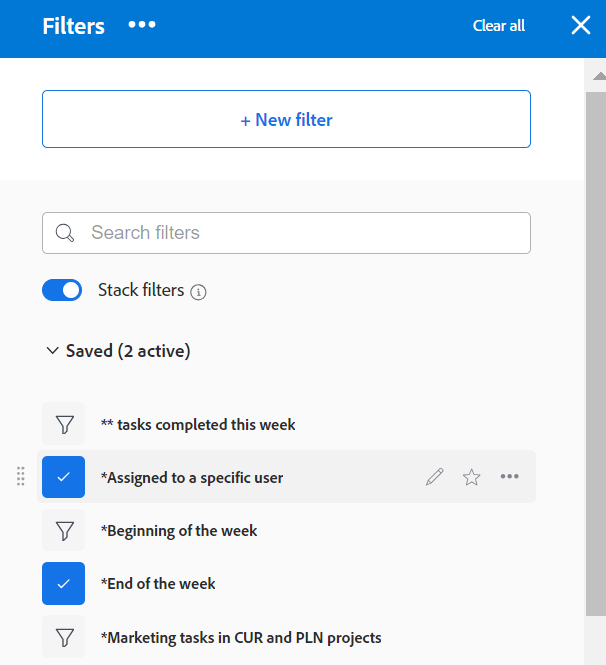 Filters
Clear all
+ New filter
Search filters
Stack filters
Saved (2 active)
** tasks completed this week
*Assigned to a specific user
*Beginning of the week
*End of the week
*Marketing tasks in CUR and PLN projects